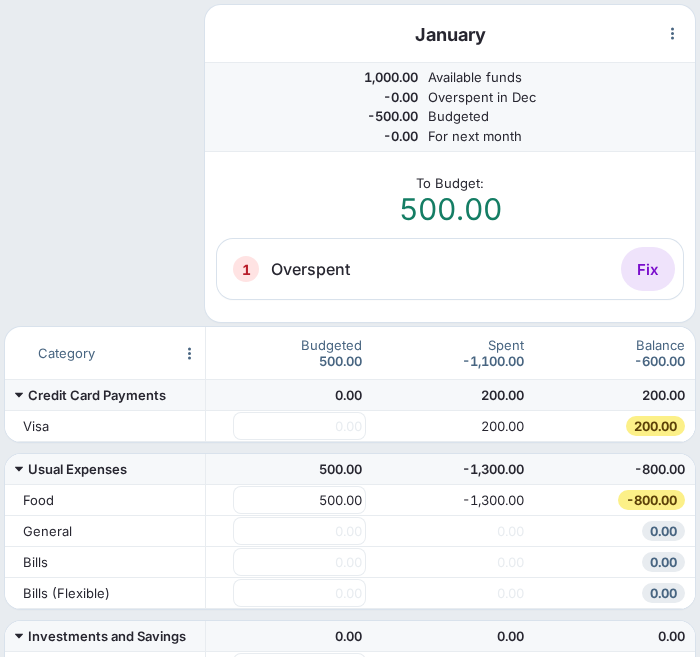 January
1,000.00 Available funds
-0.00 Overspent in Dec
-500.00 Budgeted
-0.00 For next month
To Budget:
500.00
1 Overspent Fix
Category Budgeted 500.00 Spent -1,100.00 Balance -600.00
Credit Card Payments 0.00 200.00 200.00
Visa 0.00 200.00 200.00
Usual Expenses 500.00 -1,300.00 -800.00
Food 500.00 -1,300.00 -800.00
General 0.00 0.00 0.00
Bills 0.00 0.00 0.00
Bills (Flexible) 0.00 0.00 0.00
Investments and Savings 0.00 0.00 0.00